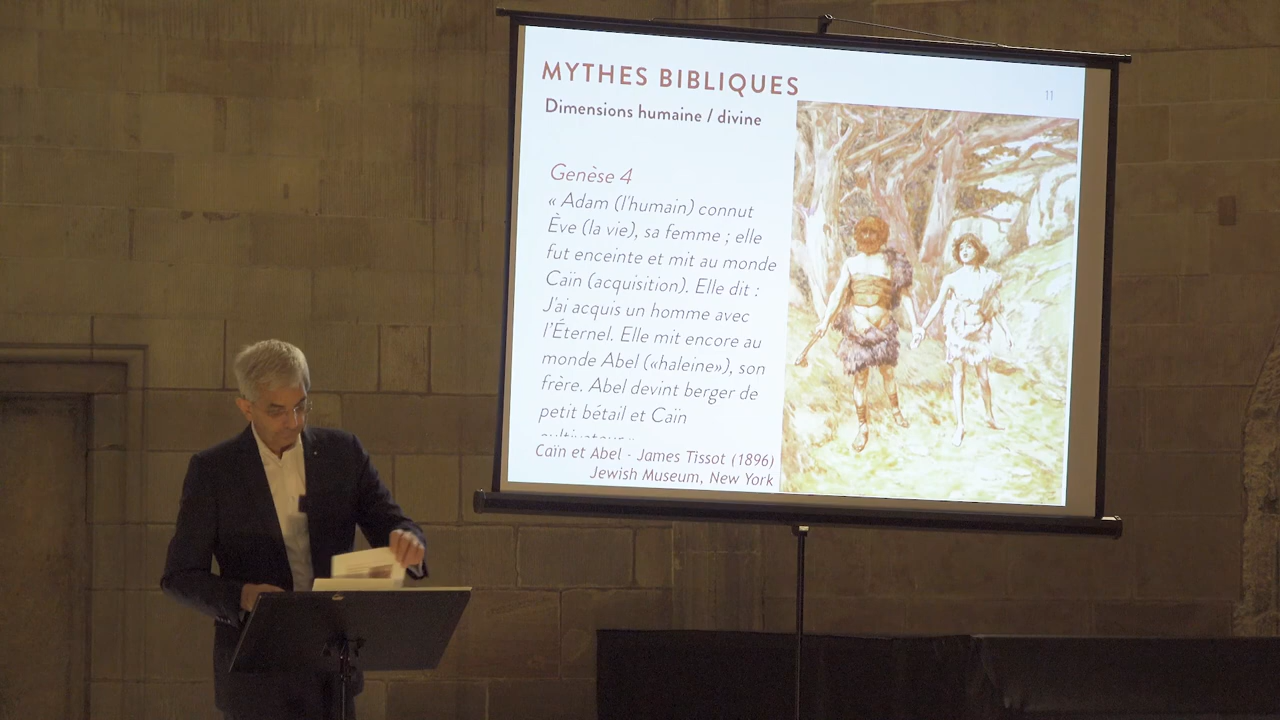 MYTHES BIBLIQUES
11
Dimensions humaine / divine
Genèse 4
« Adam (l'humain) connut
Ève (la vie), sa femme ; elle
fut enceinte et mit au monde
Caïn (acquisition). Elle dit :
J'ai acquis un homme avec
l'Éternel. Elle mit encore au
monde Abel («haleine»), son
frère. Abel devint berger de
petit bétail et Caïn
Caïn et Abel - James Tissot (1896)
Jewish Museum, New York